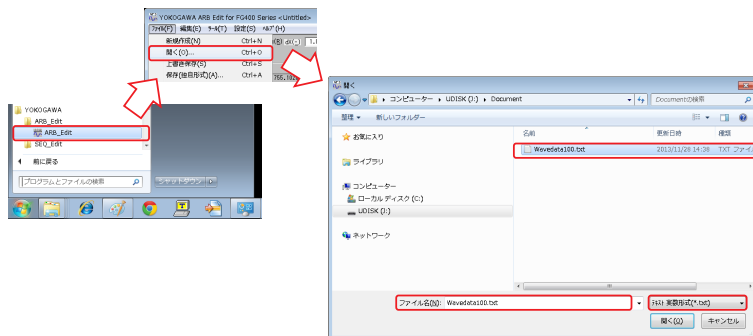 YOKOGAWA ARB Edit for FG400 Series <Untitled>
ファイル(F) 編集(E) ツール(T) 設定(S) ヘルプ(H)
新規作成(N) Ctrl+N
開く(O)... Ctrl+O
上書き保存(S) Ctrl+S
保存(独自形式)(A)... Ctrl+A
YOKOGAWA
ARB_Edit
ARB_Edit
SEQ_Edit
前に戻る
プログラムとファイルの検索
シャットダウン
開く
コンピューター UDISK (J:) Document
Documentの検索
整理 新しいフォルダー
お気に入り
ライブラリ
コンピューター
ローカル ディスク (C:)
UDISK (J:)
ネットワーク
名前 更新日時 種類
Wavedata100.txt 2013/11/26 14:38 TXT ファイ
ファイル名(N): Wavedata100.txt
テキスト実数形式(*.txt)
開く(O) キャンセル